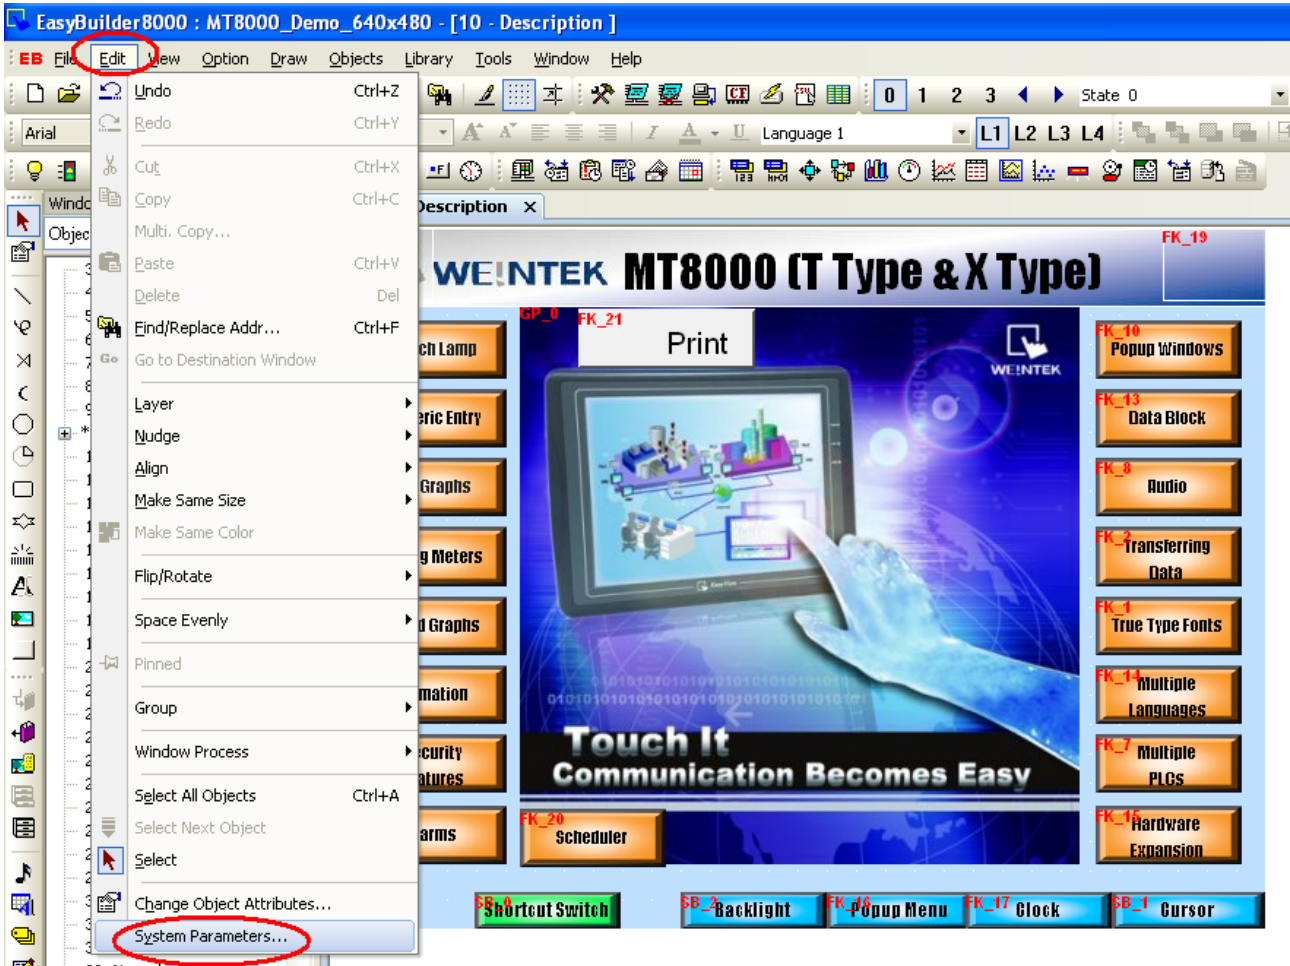 EasyBuilder8000 : MT8000_Demo_640x480 - [10 - Description ]
EB File Edit View Option Draw Objects Library Tools Window Help
0 1 2 3 State 0
Arial Language 1 L1 L2 L3 L4
Undo Ctrl+Z
Redo Ctrl+Y
Cut Ctrl+X
Copy Ctrl+C
Multi. Copy...
Paste Ctrl+V
Delete Del
Find/Replace Addr... Ctrl+F
Go Go to Destination Window
Layer
Nudge
Align
Make Same Size
Make Same Color
Flip/Rotate
Space Evenly
Pinned
Group
Window Process
Select All Objects Ctrl+A
Select Next Object
Select
Change Object Attributes...
System Parameters...
Description
FK_19
WEINTEK MT8000 (T Type & X Type)
GP_0 FK_21
Print
WEINTEK
Touch It
Communication Becomes Easy
FK_10
Popup Windows
FK_13
Data Block
FK_8
Audio
FK_2
Transferring
Data
FK_1
True Type Fonts
FK_14
Multiple
Languages
FK_7
Multiple
PLCs
FK_15
Hardware
Expansion
ch Lamp
eric Entry
Graphs
g Meters
d Graphs
mation
curity
atures
arms
FK_20
Scheduler
SB_0 Shortcut Switch
SB_2 Backlight
FK_16 Popup Menu
FK_17 Clock
SB_1 Cursor